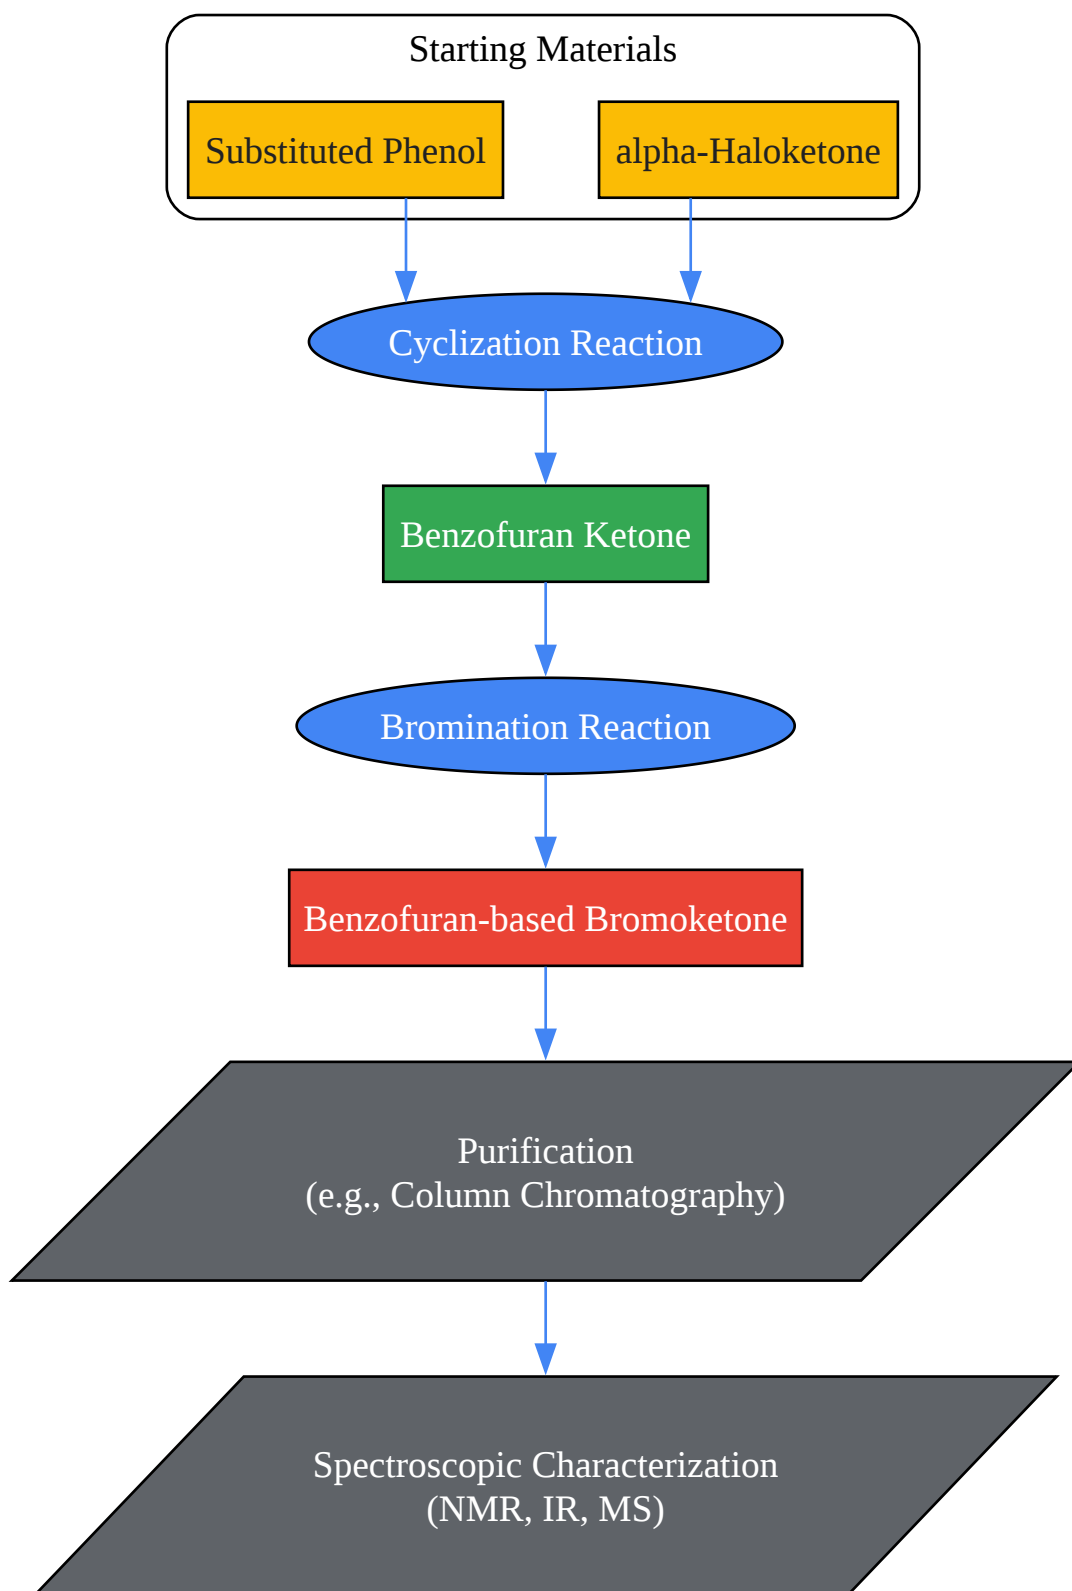 Starting Materials
Substituted Phenol
alpha-Haloketone
Cyclization Reaction
Benzofuran Ketone
Bromination Reaction
Benzofuran-based Bromoketone
Purification
(e.g., Column Chromatography)
Spectroscopic Characterization
(NMR, IR, MS)